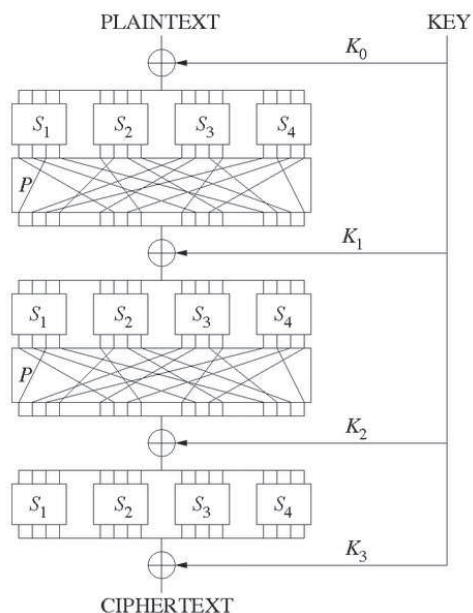 PLAINTEXT KEY
K0
S1 S2 S3 S4
P
K1
S1 S2 S3 S4
P
K2
S1 S2 S3 S4
K3
CIPHERTEXT